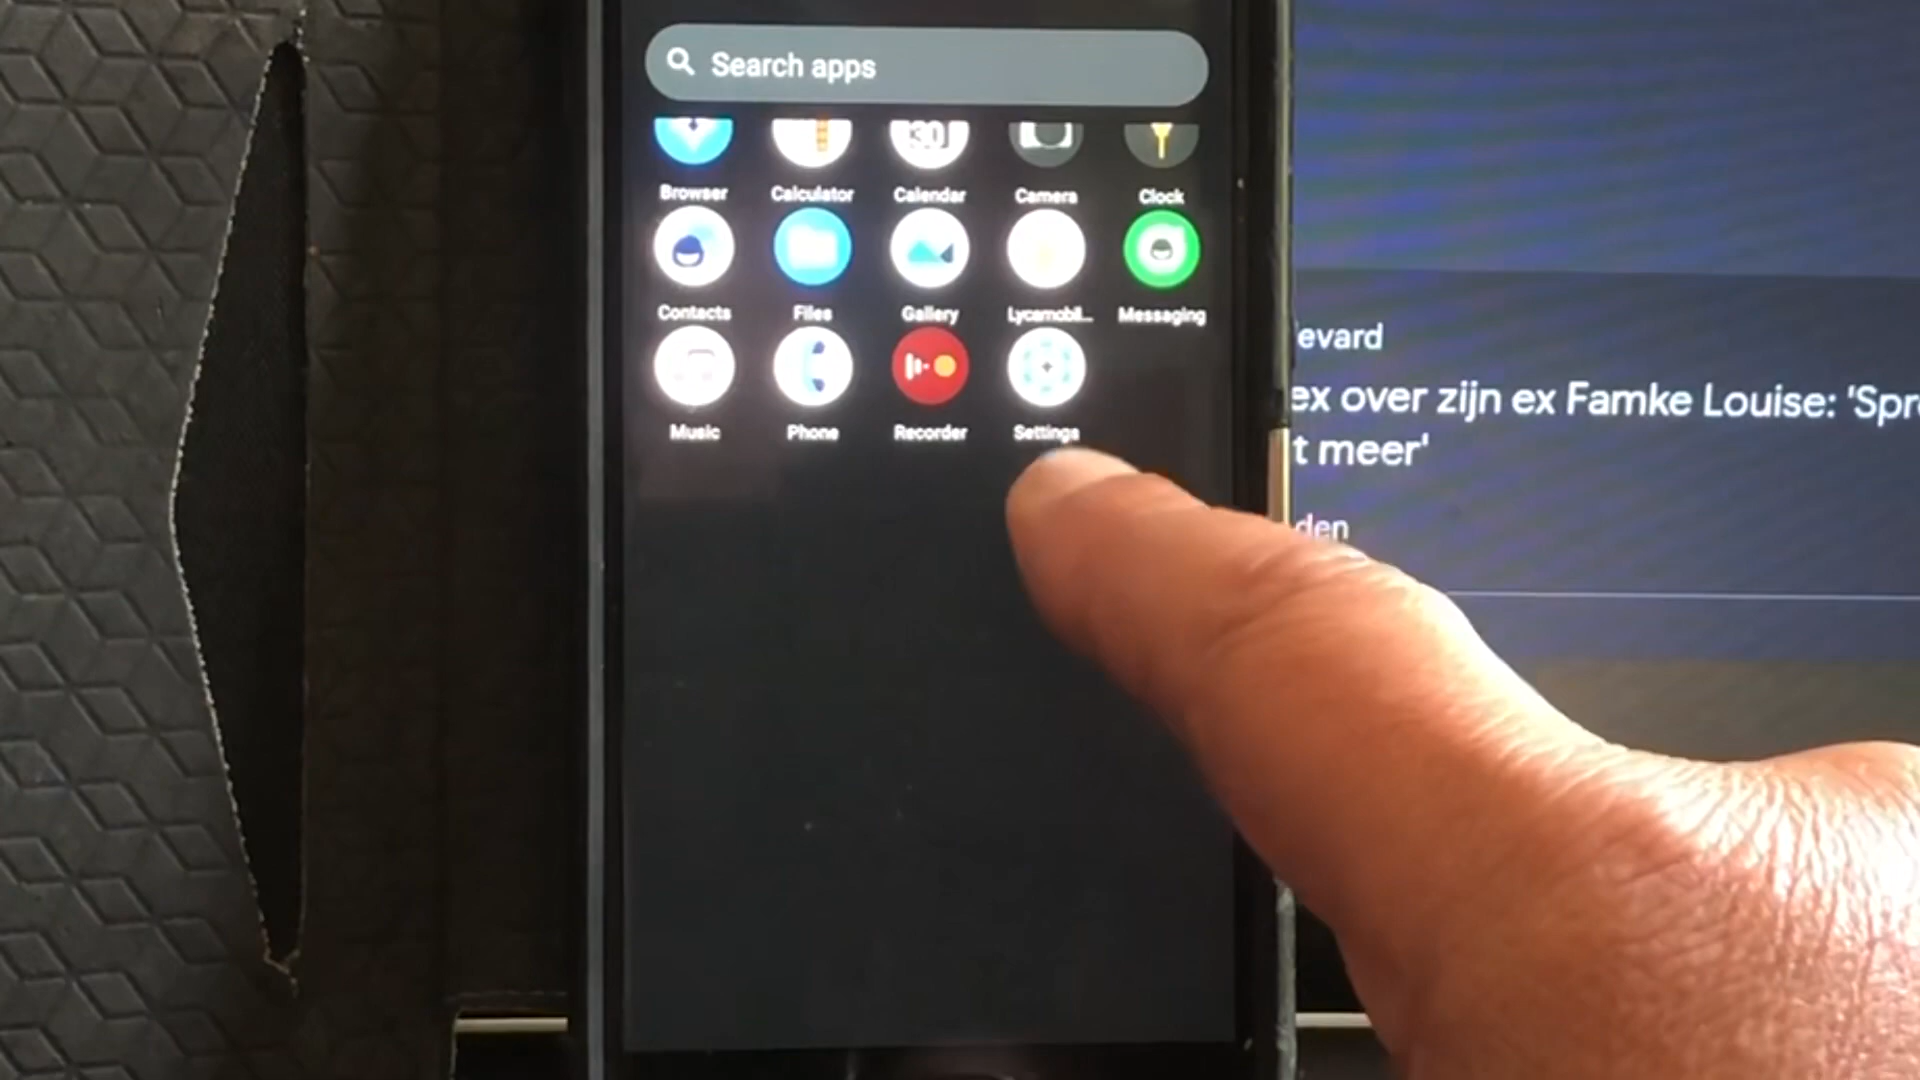 Search apps
30
Browser Calculator Calendar Camera Clock
Contacts Files Gallery Lycamobil... Messaging
Music Phone Recorder Settings
evard
ex over zijn ex Famke Louise: 'Spr
t meer'
den